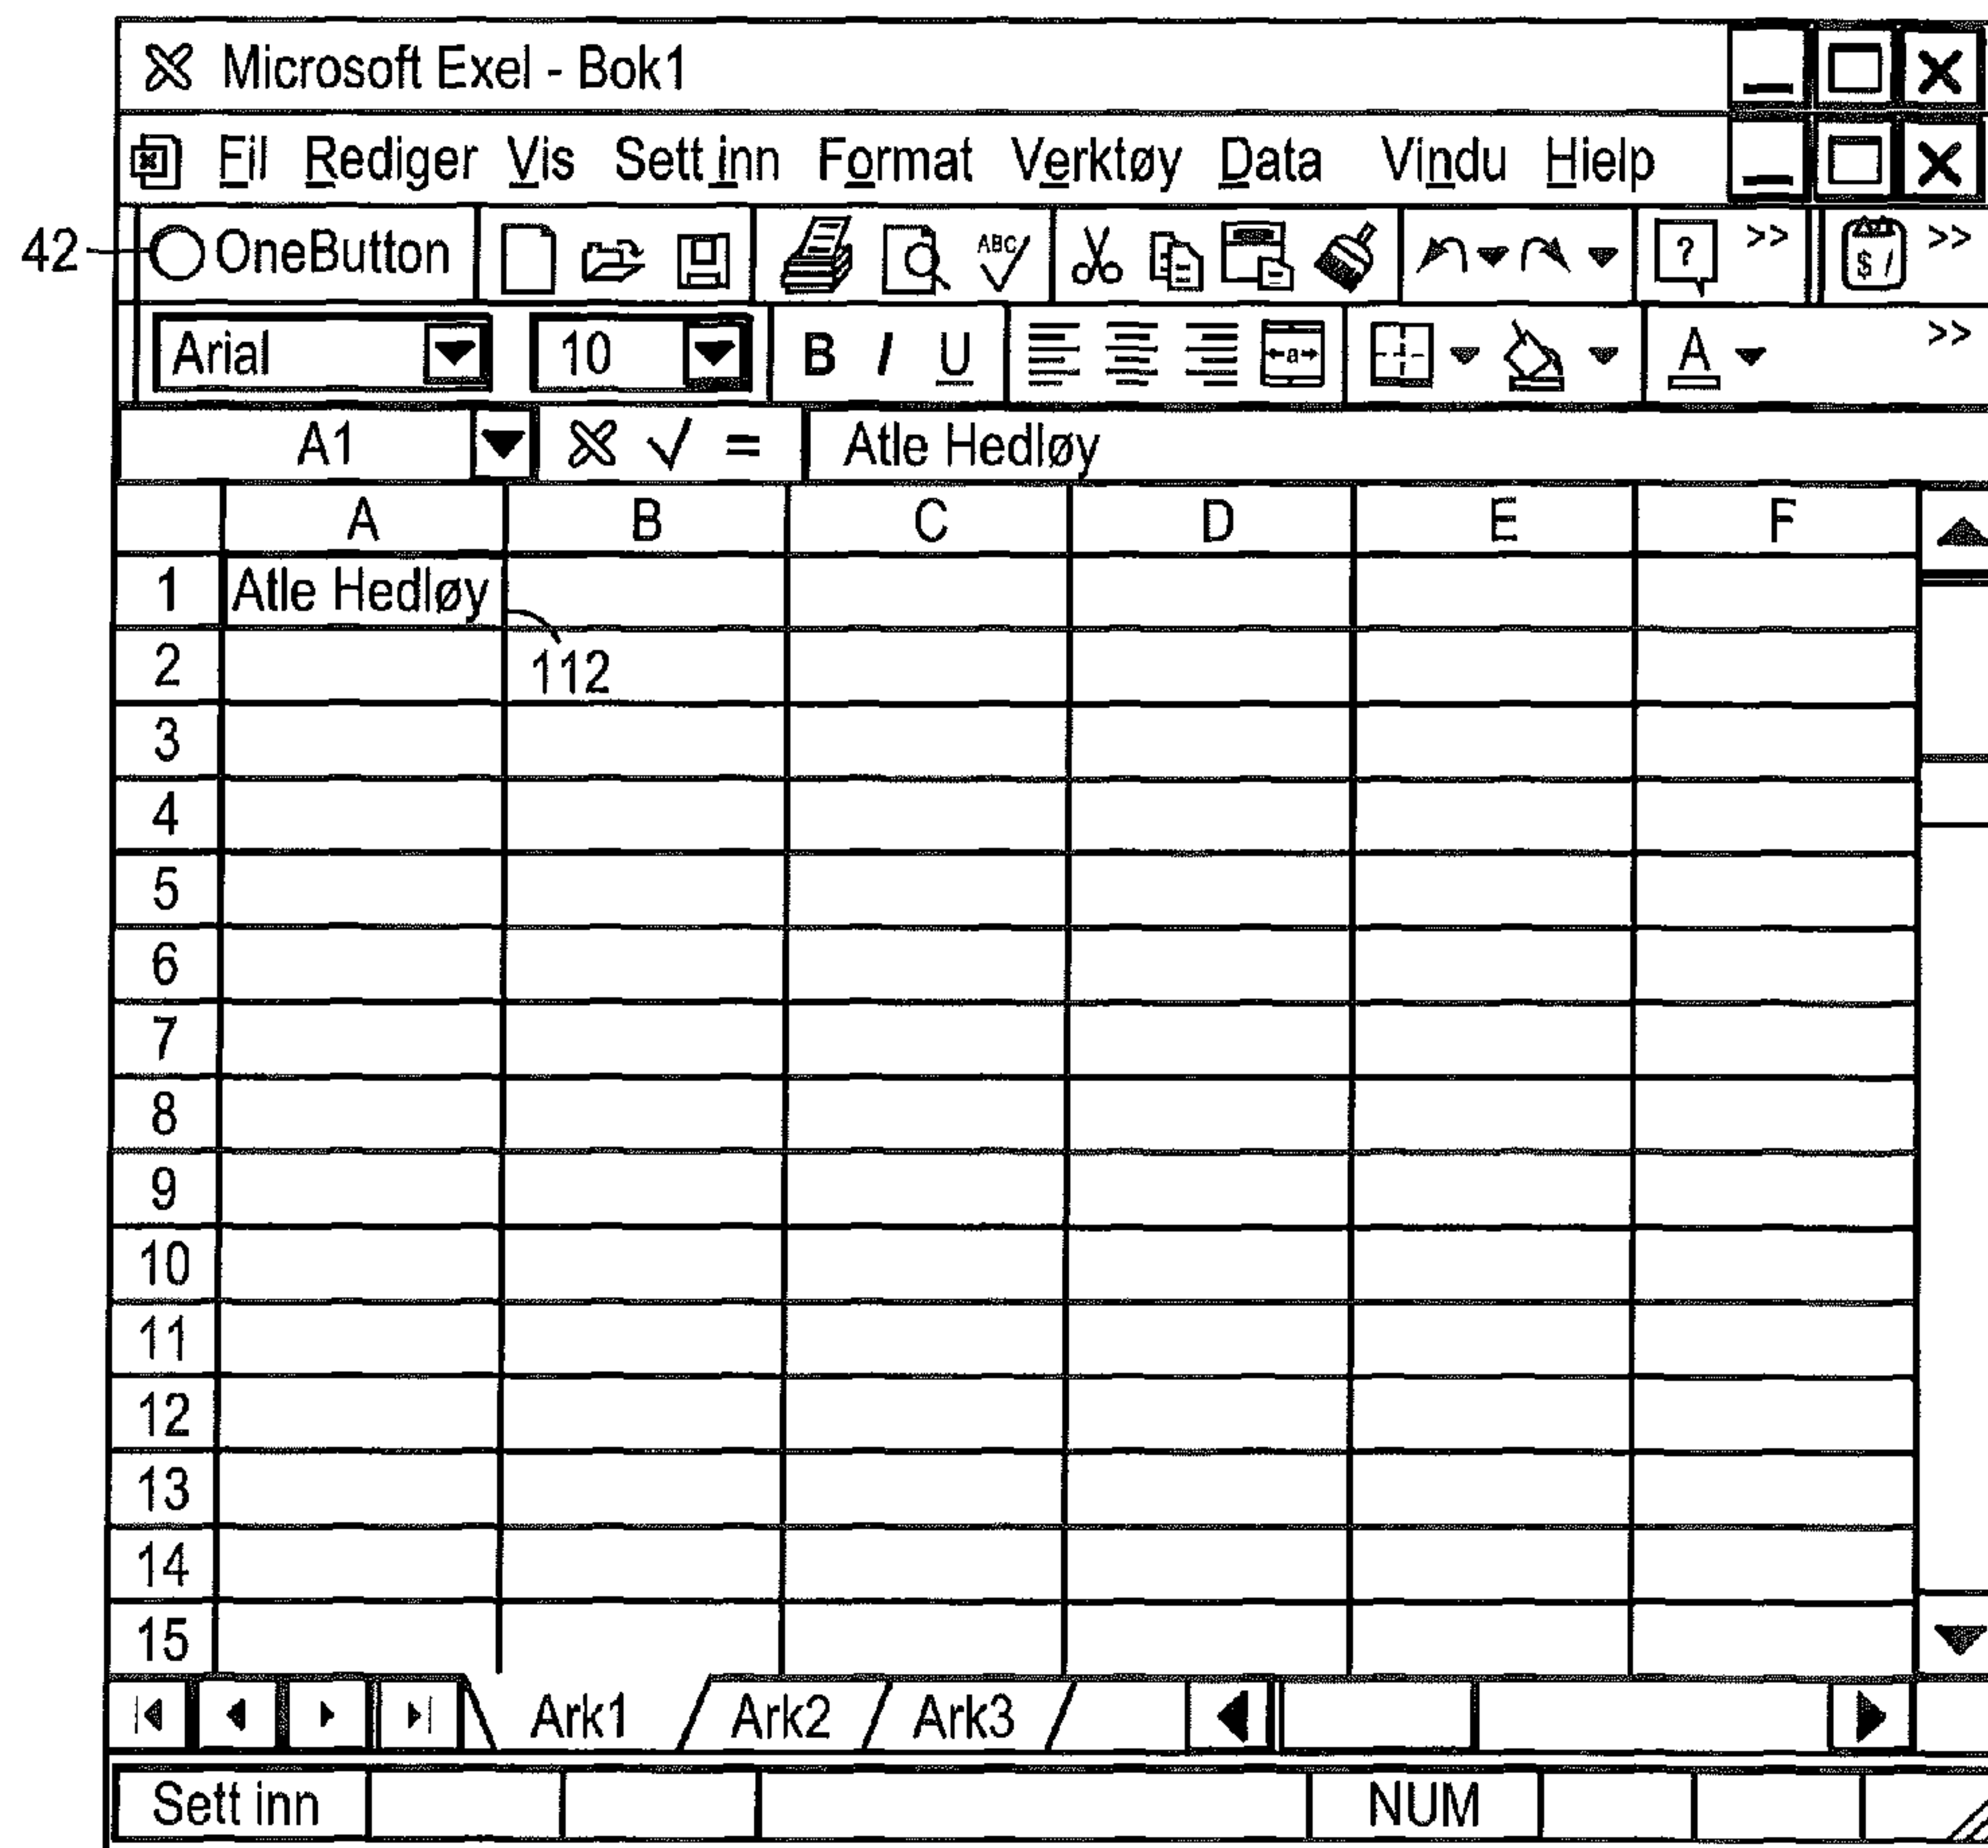 Microsoft Exel - Bok1
Fil Rediger Vis Sett inn Format Verktøy Data Vindu Hielp
42 OneButton ABC ? >> $ / >>
Arial 10 B I U a A >>
A1 = Atle Hedløy
A B C D E F
1 Atle Hedløy
2 112
3
4
5
6
7
8
9
10
11
12
13
14
15
Ark1 Ark2 Ark3
Sett inn NUM